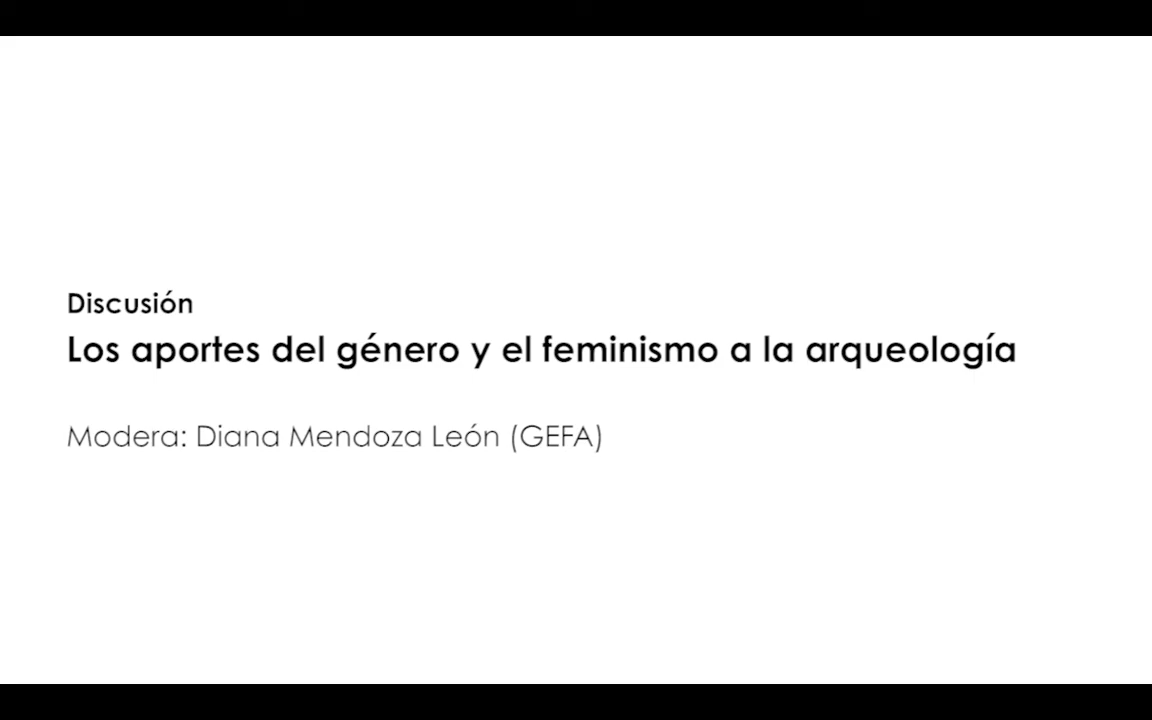 Discusión
Los aportes del género y el feminismo a la arqueología
Modera: Diana Mendoza León (GEFA)